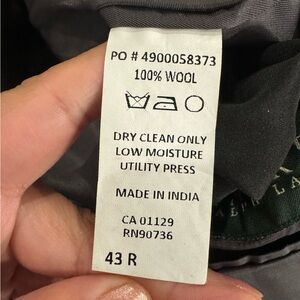 PO # 4900058373
100% WOOL
DRY CLEAN ONLY
LOW MOISTURE
UTILITY PRESS
MADE IN INDIA
CA 01129
RN90736
43 R